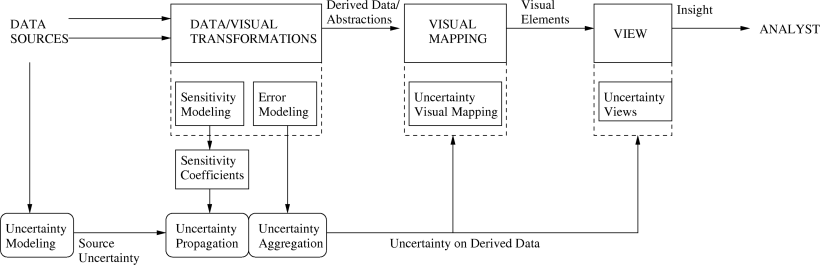 DATA
SOURCES
DATA/VISUAL
TRANSFORMATIONS
Derived Data/
Abstractions
VISUAL
MAPPING
Visual
Elements
VIEW
Insight
ANALYST
Sensitivity
Modeling
Error
Modeling
Uncertainty
Visual Mapping
Uncertainty
Views
Sensitivity
Coefficients
Uncertainty
Modeling
Source
Uncertainty
Uncertainty
Propagation
Uncertainty
Aggregation
Uncertainty on Derived Data